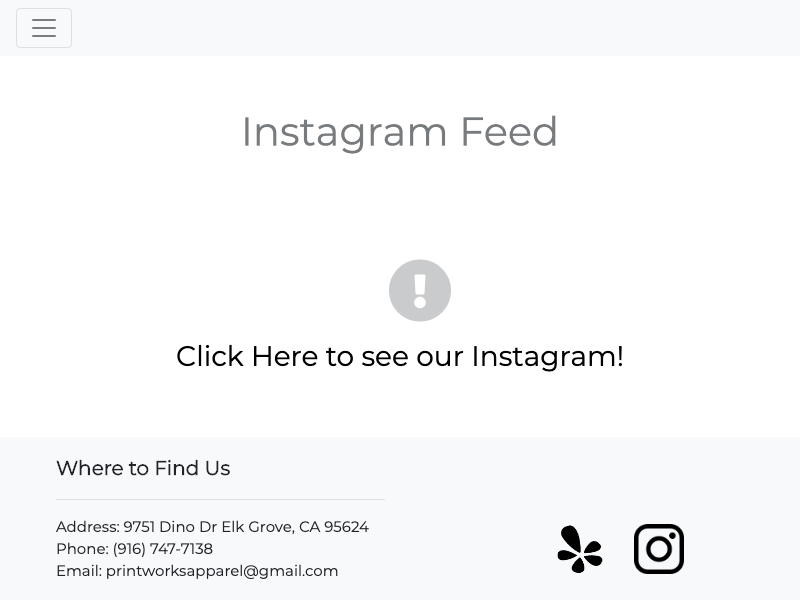 Instagram Feed
Click Here to see our Instagram!
Where to Find Us
Address: 9751 Dino Dr Elk Grove, CA 95624
Phone: (916) 747-7138
Email: printworksapparel@gmail.com